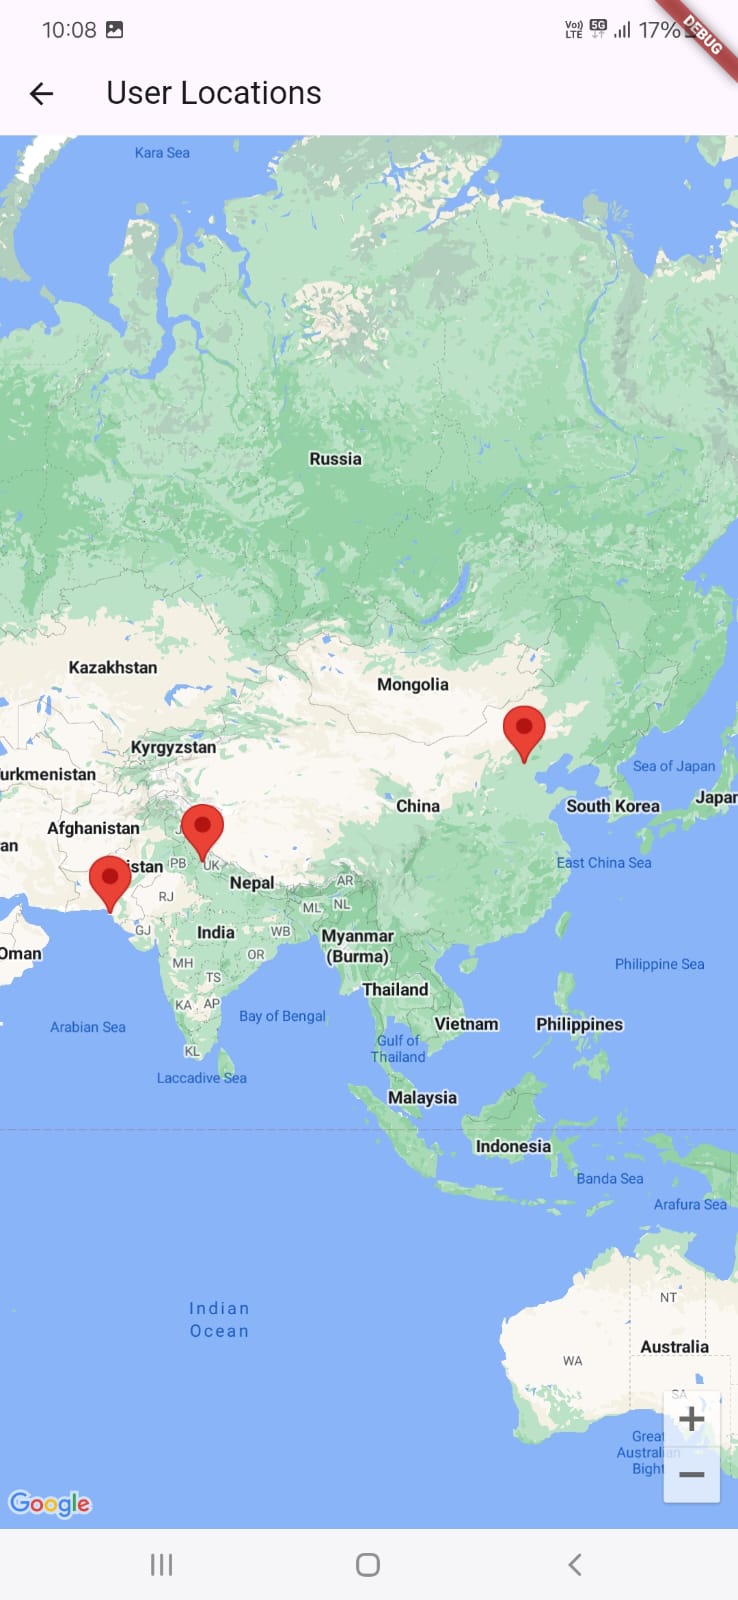 10:08
Vo)) LTE 5G 17%
DEBUG
User Locations
Kara Sea
Russia
Kazakhstan
Mongolia
Kyrgyzstan
urkmenistan
Sea of Japan
Japan
China
South Korea
Afghanistan
an
istan
PB
UK
East China Sea
Nepal
AR
RJ
ML
NL
GJ
India
WB
Myanmar
(Burma)
Oman
OR
MH
TS
Philippine Sea
Thailand
KA
AP
Bay of Bengal
Arabian Sea
Vietnam
Philippines
Gulf of
Thailand
KL
Laccadive Sea
Malaysia
Indonesia
Banda Sea
Arafura Sea
Indian
Ocean
NT
Australia
WA
SA
Great
Australian
Bight
Google